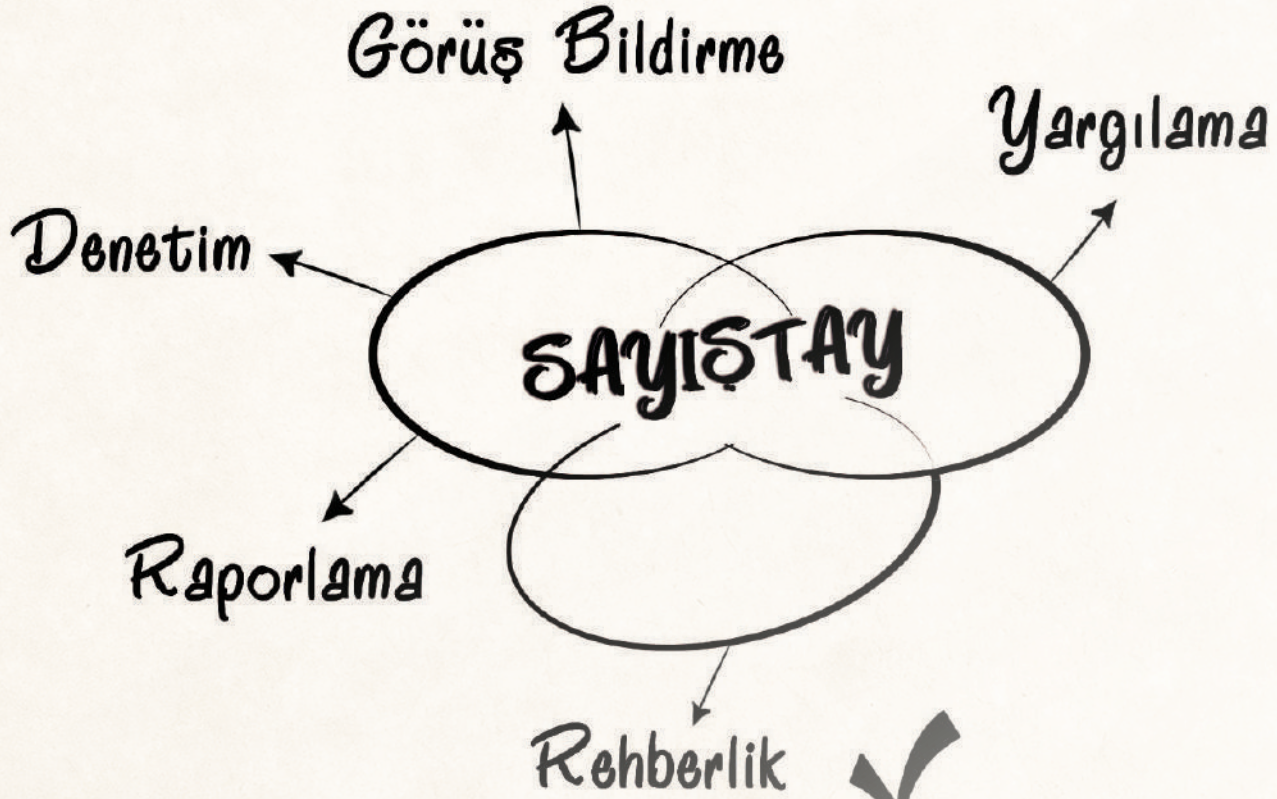 Görüş Bildirme
Yargılama
Denetim
SAYIŞTAY
Raporlama
Rehberlik